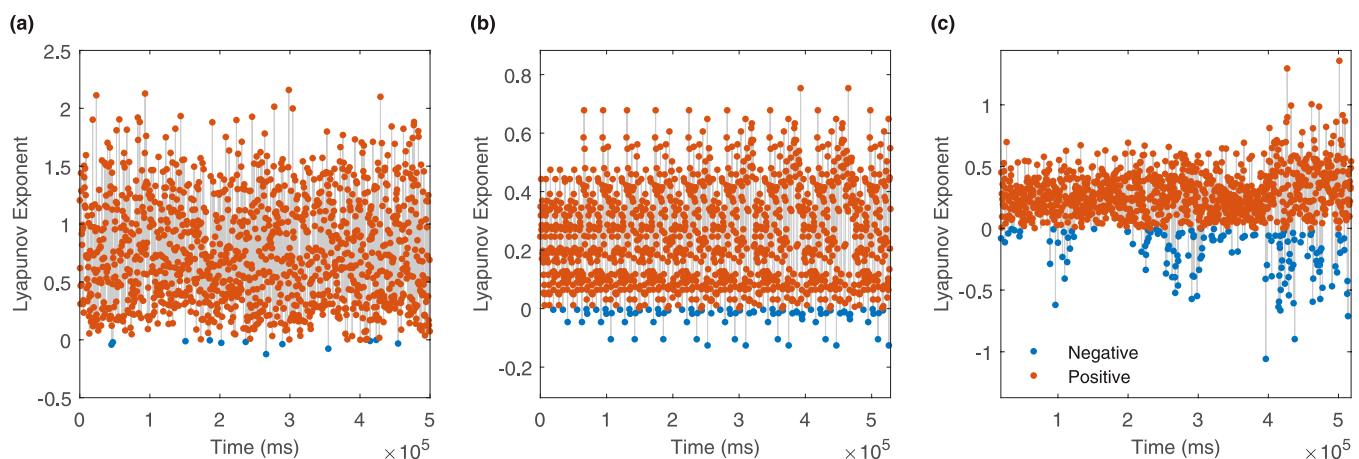 (a)
2.5
2
1.5
1
0.5
0
-0.5
Lyapunov Exponent
0 1 2 3 4 5
Time (ms)
×10^5
(b)
0.8
0.6
0.4
0.2
0
-0.2
Lyapunov Exponent
0 1 2 3 4 5
Time (ms)
×10^5
(c)
1
0.5
0
-0.5
-1
Lyapunov Exponent
Negative
Positive
1 2 3 4 5
Time (ms)
×10^5